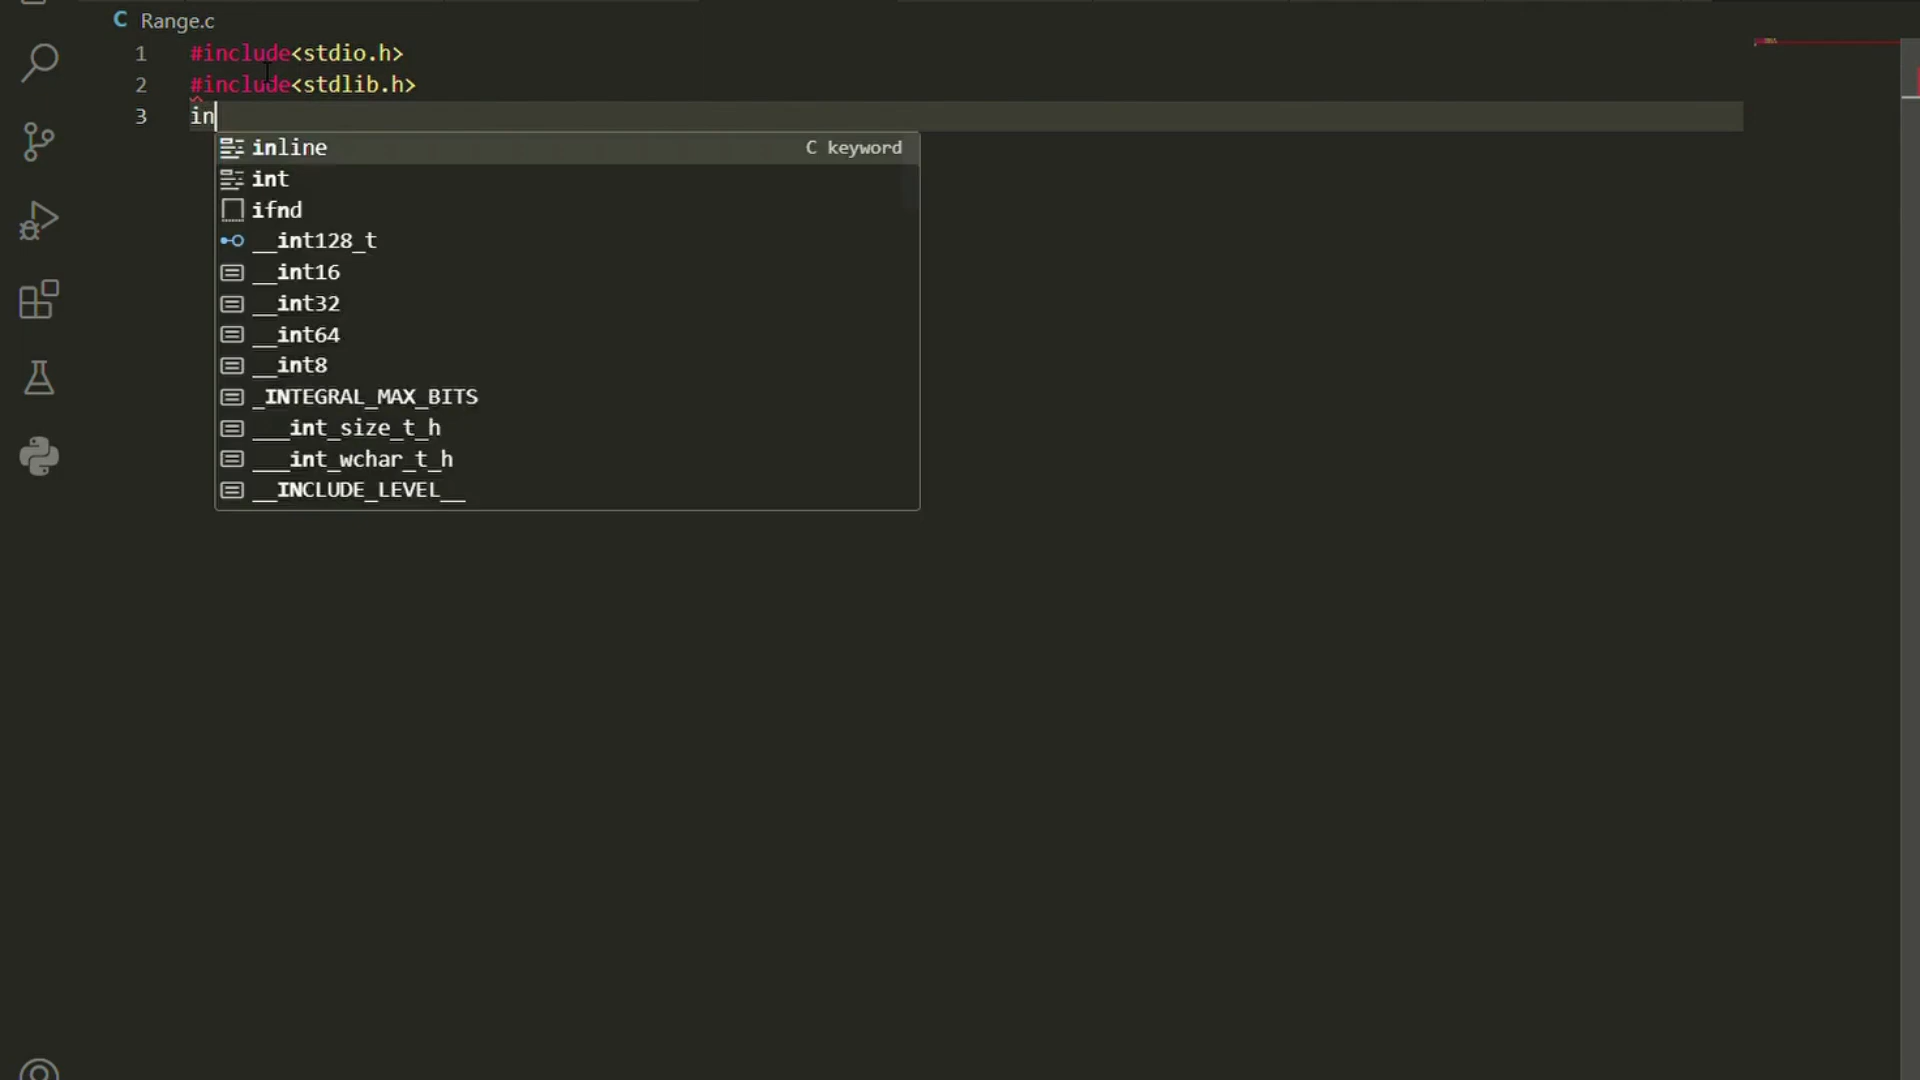 C Range.c
1 #include<stdio.h>
2 #include<stdlib.h>
3 in
inline C keyword
int
ifnd
__int128_t
__int16
__int32
__int64
__int8
_INTEGRAL_MAX_BITS
___int_size_t_h
___int_wchar_t_h
__INCLUDE_LEVEL__